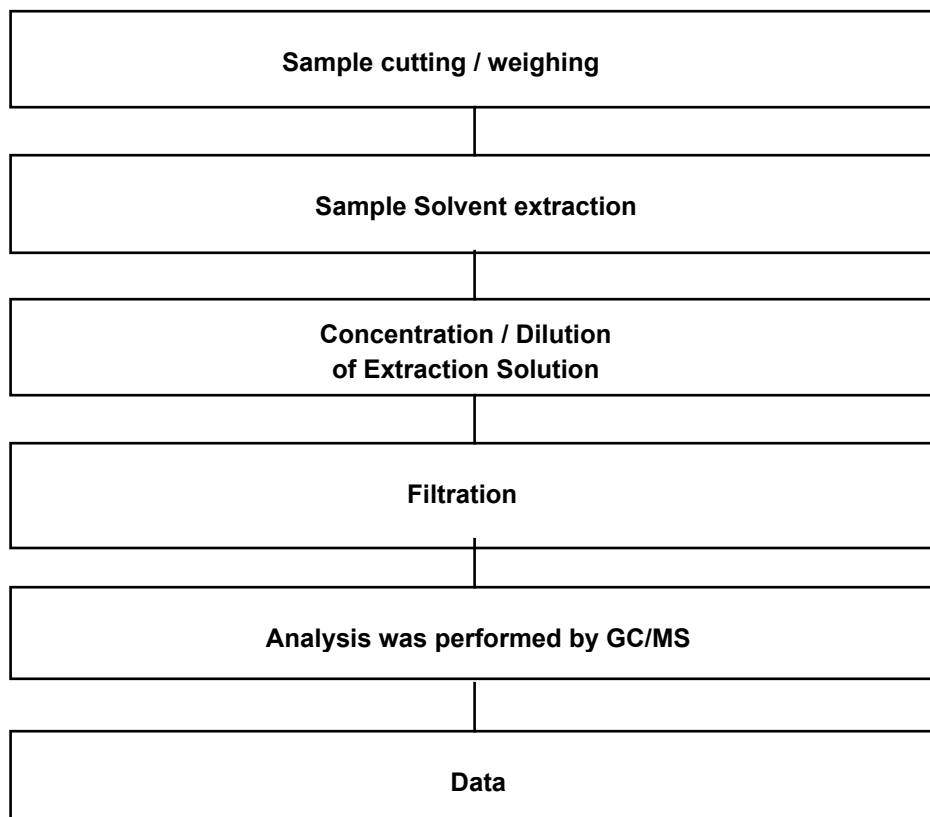 Sample cutting / weighing
Sample Solvent extraction
Concentration / Dilution
of Extraction Solution
Filtration
Analysis was performed by GC/MS
Data